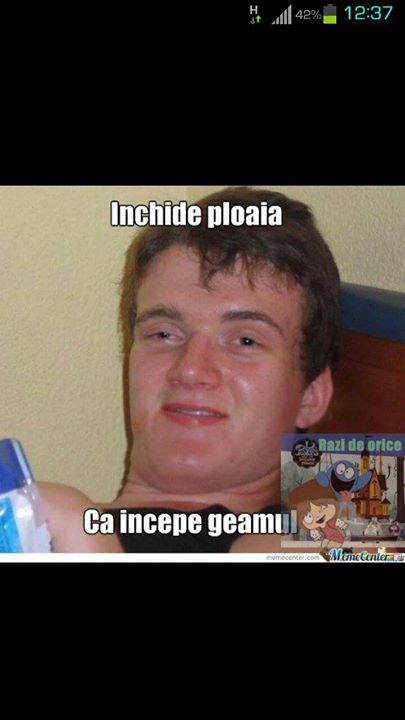 H 42% 12:37
Inchide ploaia
Razi de orice
Ca incepe geamul
memecenter.com MemeCenter